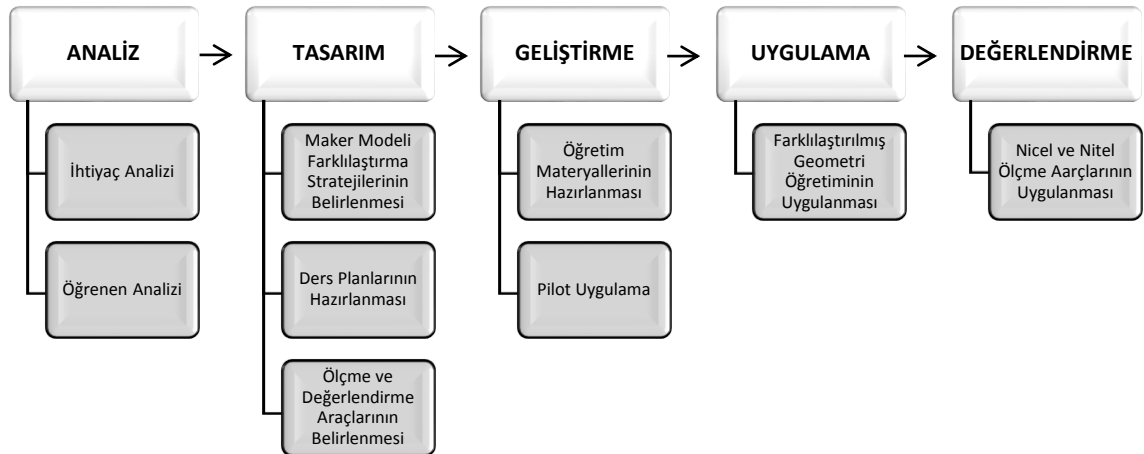 ANALİZ
İhtiyaç Analizi
Öğrenen Analizi
TASARIM
Maker Modeli
Farklılaştırma
Stratejilerinin
Belirlenmesi
Ders Planlarının
Hazırlanması
Ölçme ve
Değerlendirme
Araçlarının
Belirlenmesi
GELİŞTİRME
Öğretim
Materyallerinin
Hazırlanması
Pilot Uygulama
UYGULAMA
Farklılaştırılmış
Geometri
Öğretiminin
Uygulanması
DEĞERLENDİRME
Nicel ve Nitel
Ölçme Aarçlarının
Uygulanması